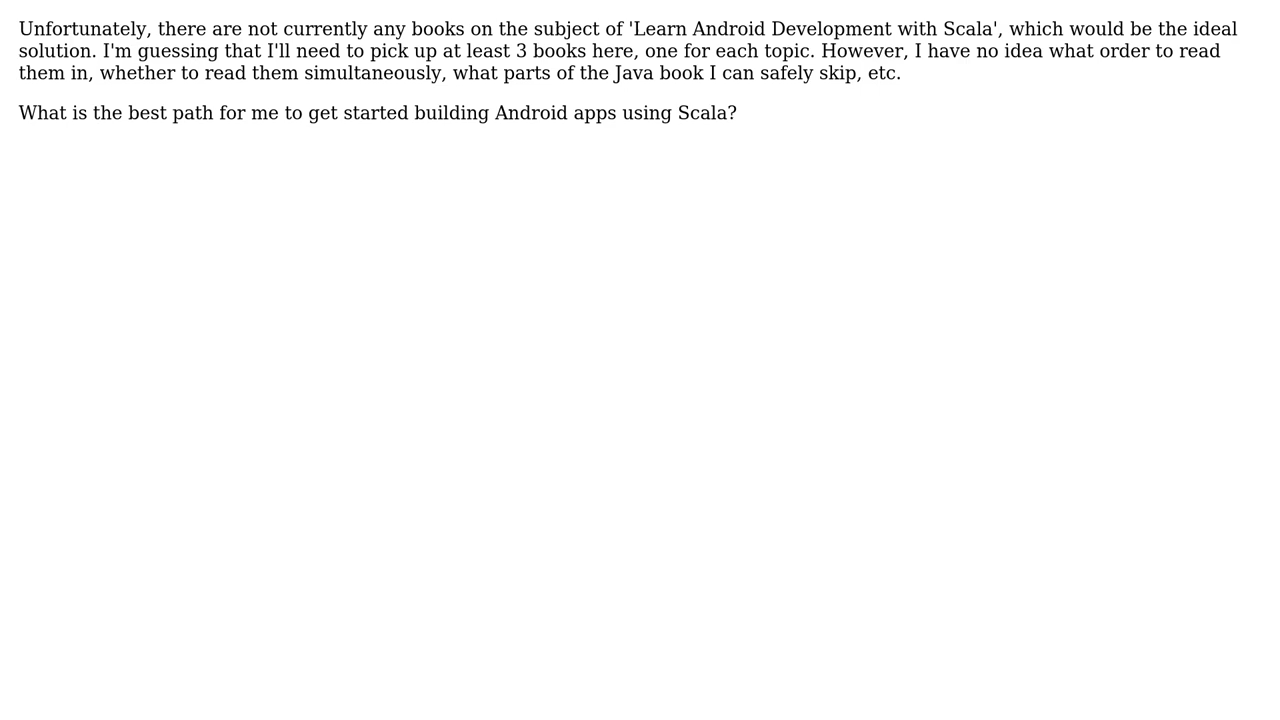 Unfortunately, there are not currently any books on the subject of 'Learn Android Development with Scala', which would be the ideal
solution. I'm guessing that I'll need to pick up at least 3 books here, one for each topic. However, I have no idea what order to read
them in, whether to read them simultaneously, what parts of the Java book I can safely skip, etc.
What is the best path for me to get started building Android apps using Scala?